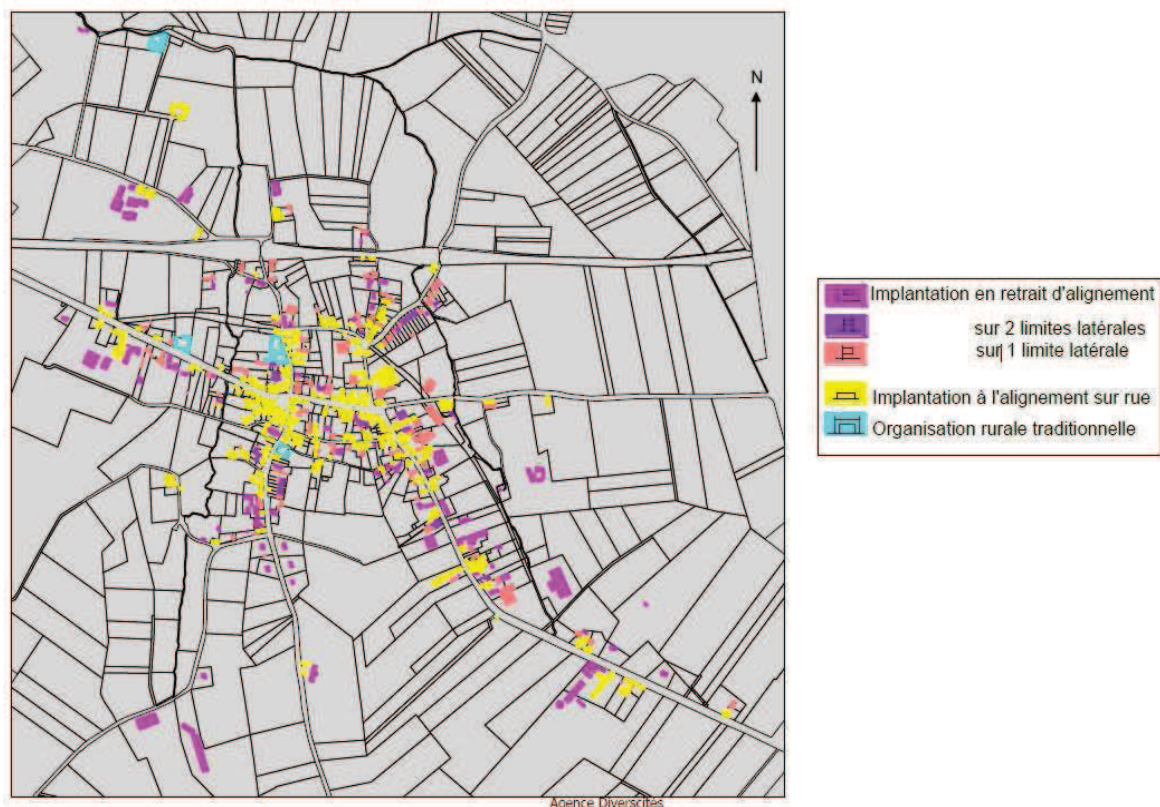 N
Implantation en retrait d'alignement
sur 2 limites latérales
sur 1 limite latérale
Implantation à l'alignement sur rue
Organisation rurale traditionnelle
Agence Diverscités